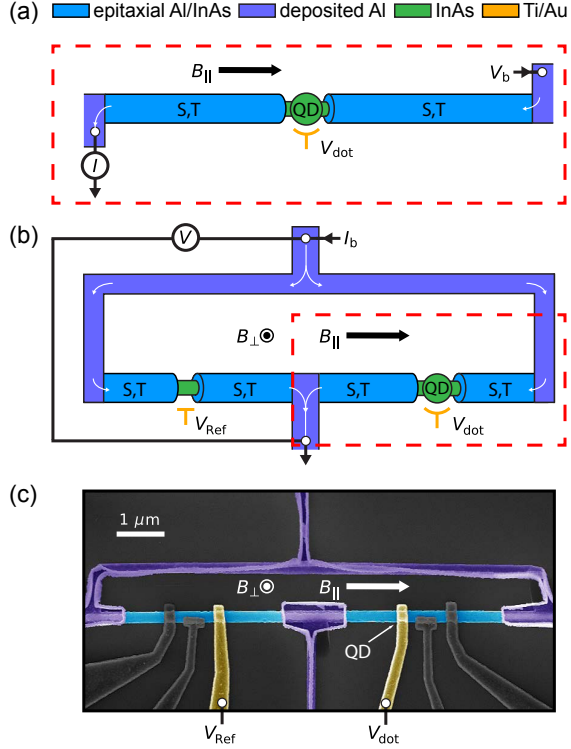 (a) epitaxial Al/InAs deposited Al InAs Ti/Au
B|| V_b
S,T QD S,T
V_dot
I
(b)
V I_b
B⊥ B||
S,T S,T S,T QD S,T
V_Ref V_dot
(c)
1 μm
B⊥ B||
QD
V_Ref V_dot